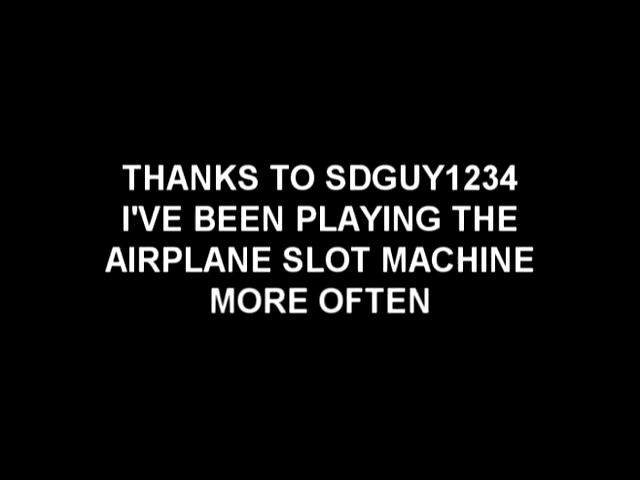 THANKS TO SDGUY1234
I'VE BEEN PLAYING THE
AIRPLANE SLOT MACHINE
MORE OFTEN